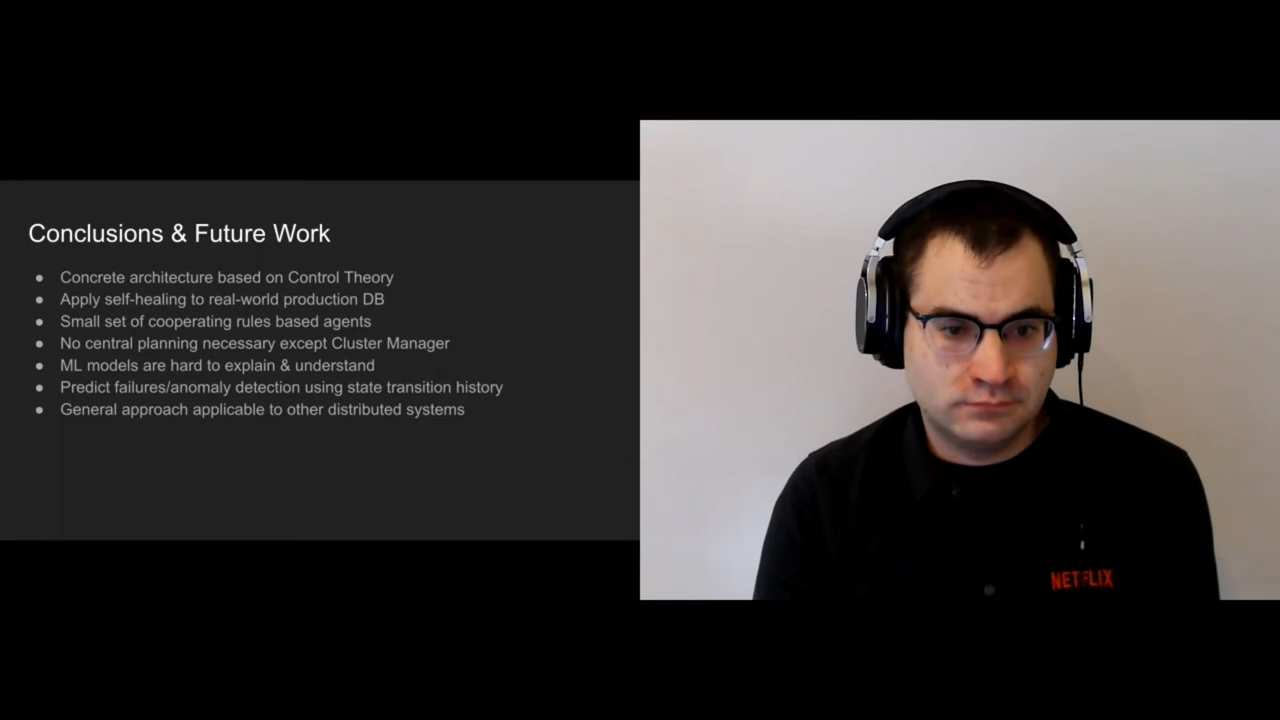 Conclusions & Future Work
● Concrete architecture based on Control Theory
● Apply self-healing to real-world production DB
● Small set of cooperating rules based agents
● No central planning necessary except Cluster Manager
● ML models are hard to explain & understand
● Predict failures/anomaly detection using state transition history
● General approach applicable to other distributed systems
NETFLIX